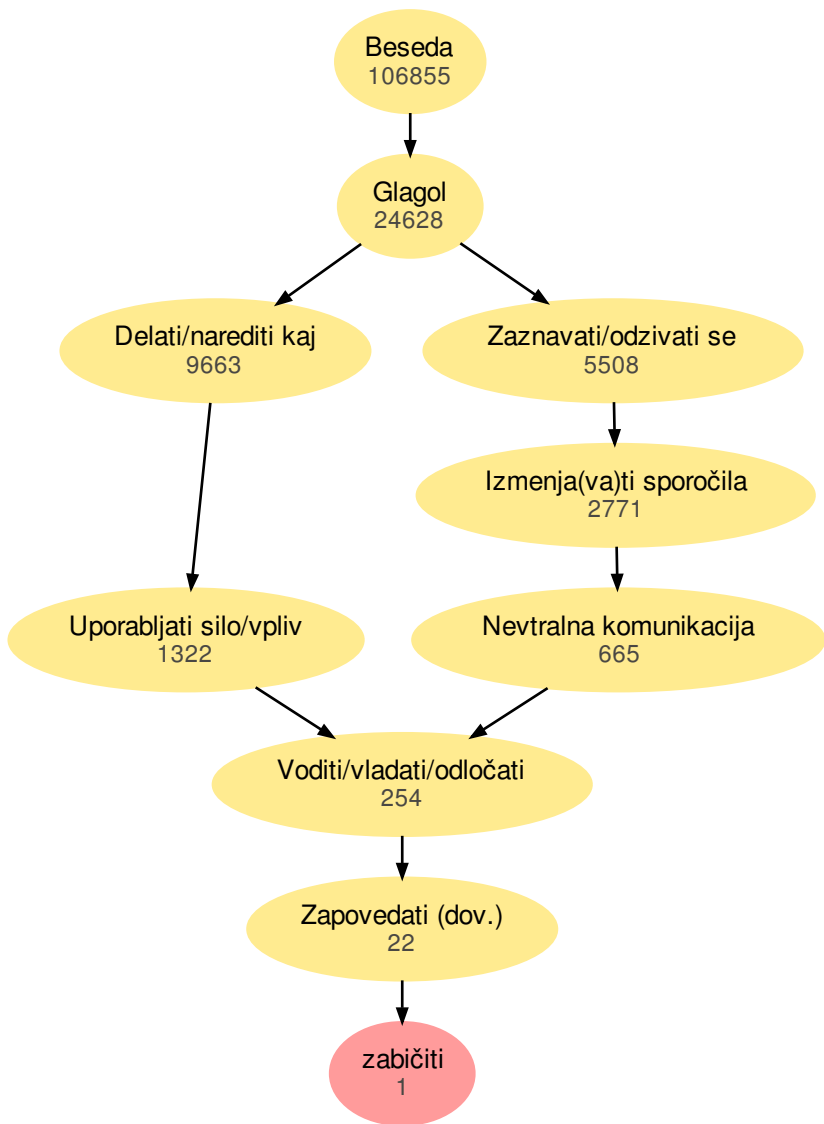 Beseda
106855
Glagol
24628
Delati/narediti kaj
9663
Zaznavati/odzivati se
5508
Izmenja(va)ti sporočila
2771
Uporabljati silo/vpliv
1322
Nevtralna komunikacija
665
Voditi/vladati/odločati
254
Zapovedati (dov.)
22
zabičiti
1